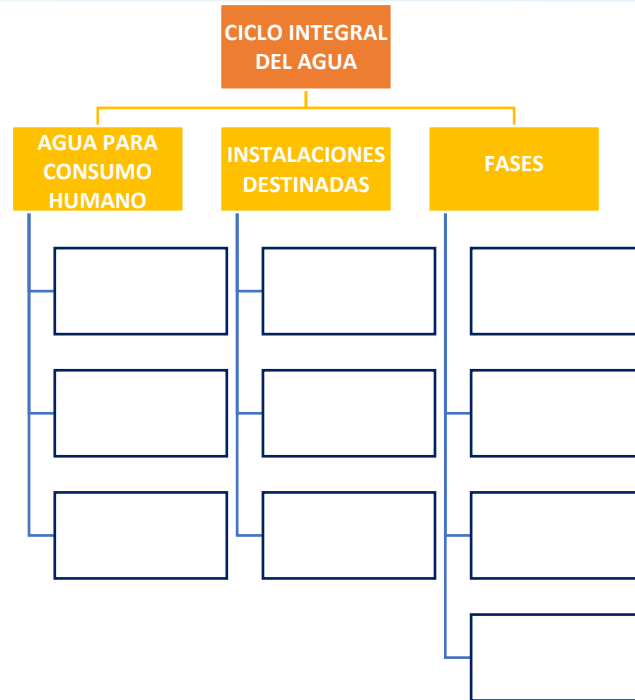 CICLO INTEGRAL
DEL AGUA
AGUA PARA
CONSUMO
HUMANO
INSTALACIONES
DESTINADAS
FASES